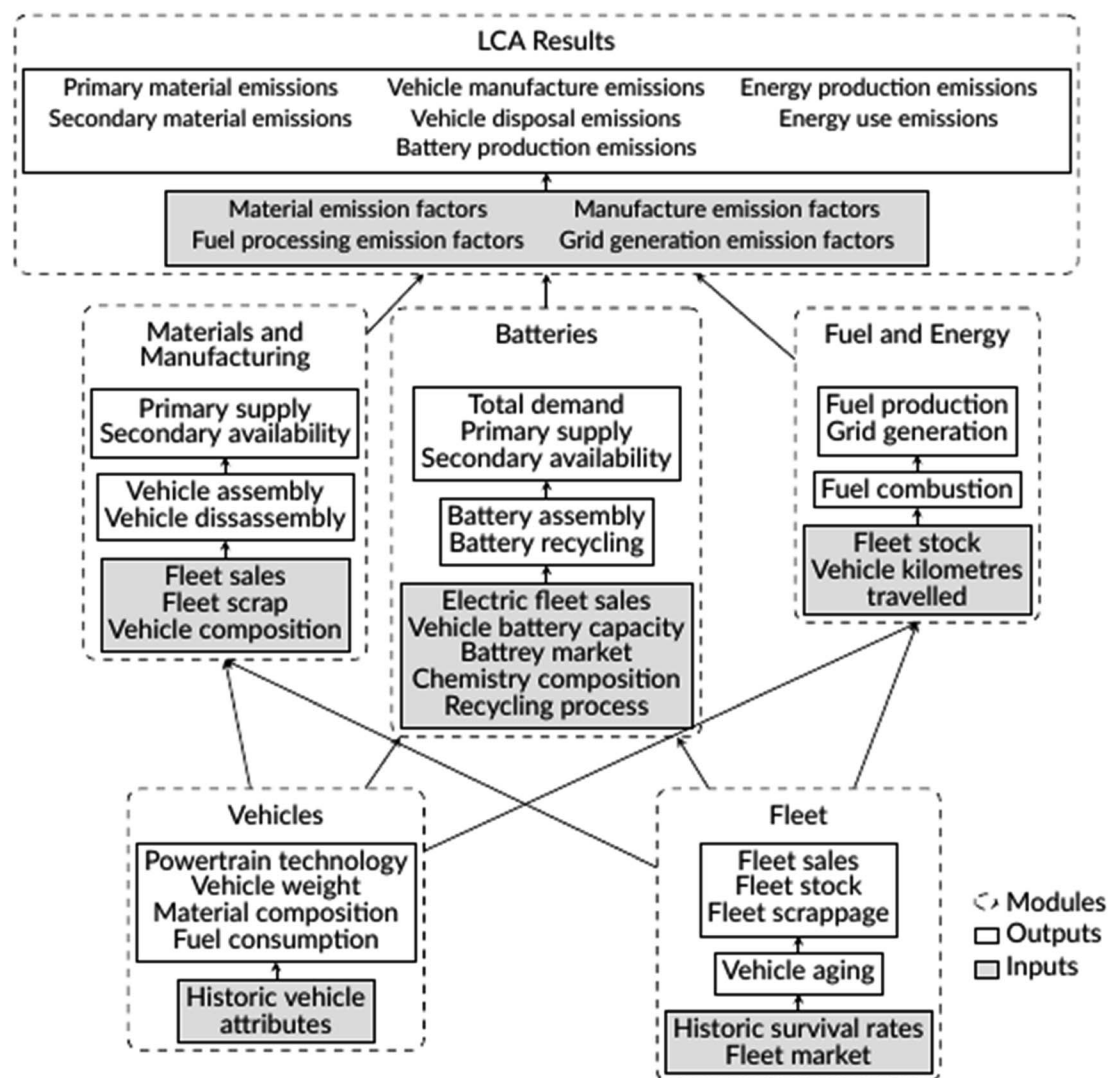 LCA Results
Primary material emissions
Vehicle manufacture emissions
Energy production emissions
Secondary material emissions
Vehicle disposal emissions
Energy use emissions
Battery production emissions
Material emission factors
Manufacture emission factors
Fuel processing emission factors
Grid generation emission factors
Materials and
Manufacturing
Primary supply
Secondary availability
Vehicle assembly
Vehicle dissassembly
Fleet sales
Fleet scrap
Vehicle composition
Batteries
Total demand
Primary supply
Secondary availability
Battery assembly
Battery recycling
Electric fleet sales
Vehicle battery capacity
Battrey market
Chemistry composition
Recycling process
Fuel and Energy
Fuel production
Grid generation
Fuel combustion
Fleet stock
Vehicle kilometres
travelled
Vehicles
Powertrain technology
Vehicle weight
Material composition
Fuel consumption
Historic vehicle
attributes
Fleet
Fleet sales
Fleet stock
Fleet scrappage
Vehicle aging
Historic survival rates
Fleet market
Modules
Outputs
Inputs